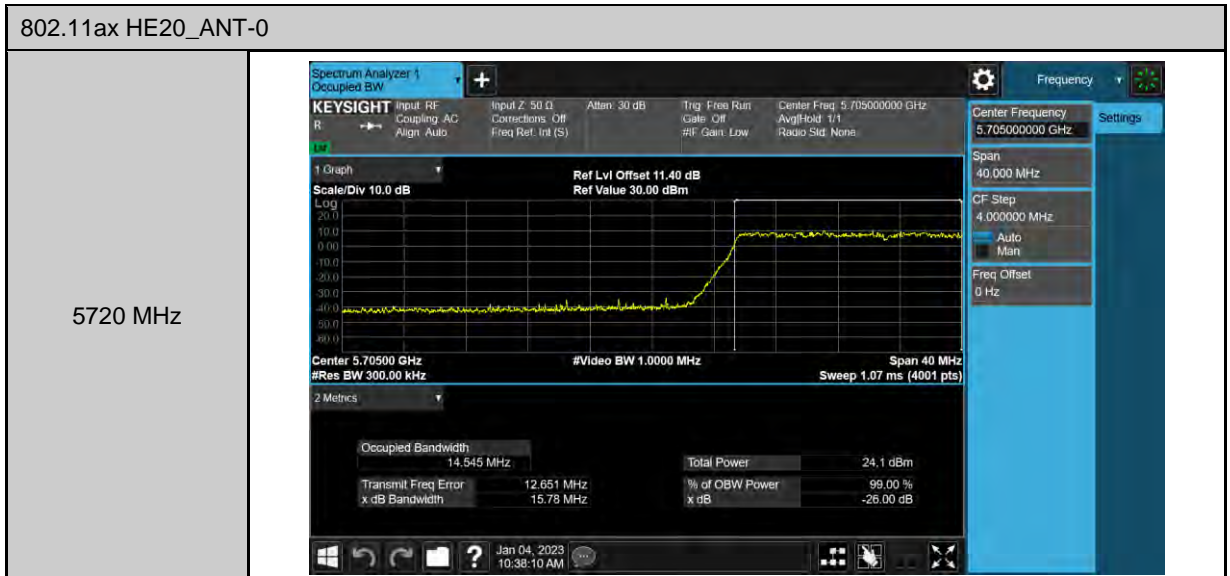 802.11ax HE20_ANT-0
5720 MHz
Spectrum Analyzer 1
Occupied BW
Frequency
KEYSIGHT
R
Input: RF
Coupling: AC
Align: Auto
Input Z: 50 Ω
Corrections: Off
Freq Ref: Int (S)
Atten: 30 dB
Trig: Free Run
Gate: Off
#IF Gain: Low
Center Freq: 5.705000000 GHz
Avg|Hold: 1/1
Radio Std: None
Center Frequency
5.705000000 GHz
Settings
Span
40.000 MHz
CF Step
4.000000 MHz
Auto
Man
Freq Offset
0 Hz
1 Graph
Ref Lvl Offset 11.40 dB
Scale/Div 10.0 dB
Ref Value 30.00 dBm
Log
20.0
10.0
0.00
-10.0
-20.0
-30.0
-40.0
-50.0
-60.0
Center 5.70500 GHz
#Video BW 1.0000 MHz
Span 40 MHz
#Res BW 300.00 kHz
Sweep 1.07 ms (4001 pts)
2 Metrics
Occupied Bandwidth
14.545 MHz
Total Power 24.1 dBm
Transmit Freq Error 12.651 MHz
% of OBW Power 99.00 %
x dB Bandwidth 15.78 MHz
x dB -26.00 dB
?
Jan 04, 2023
10:38:10 AM